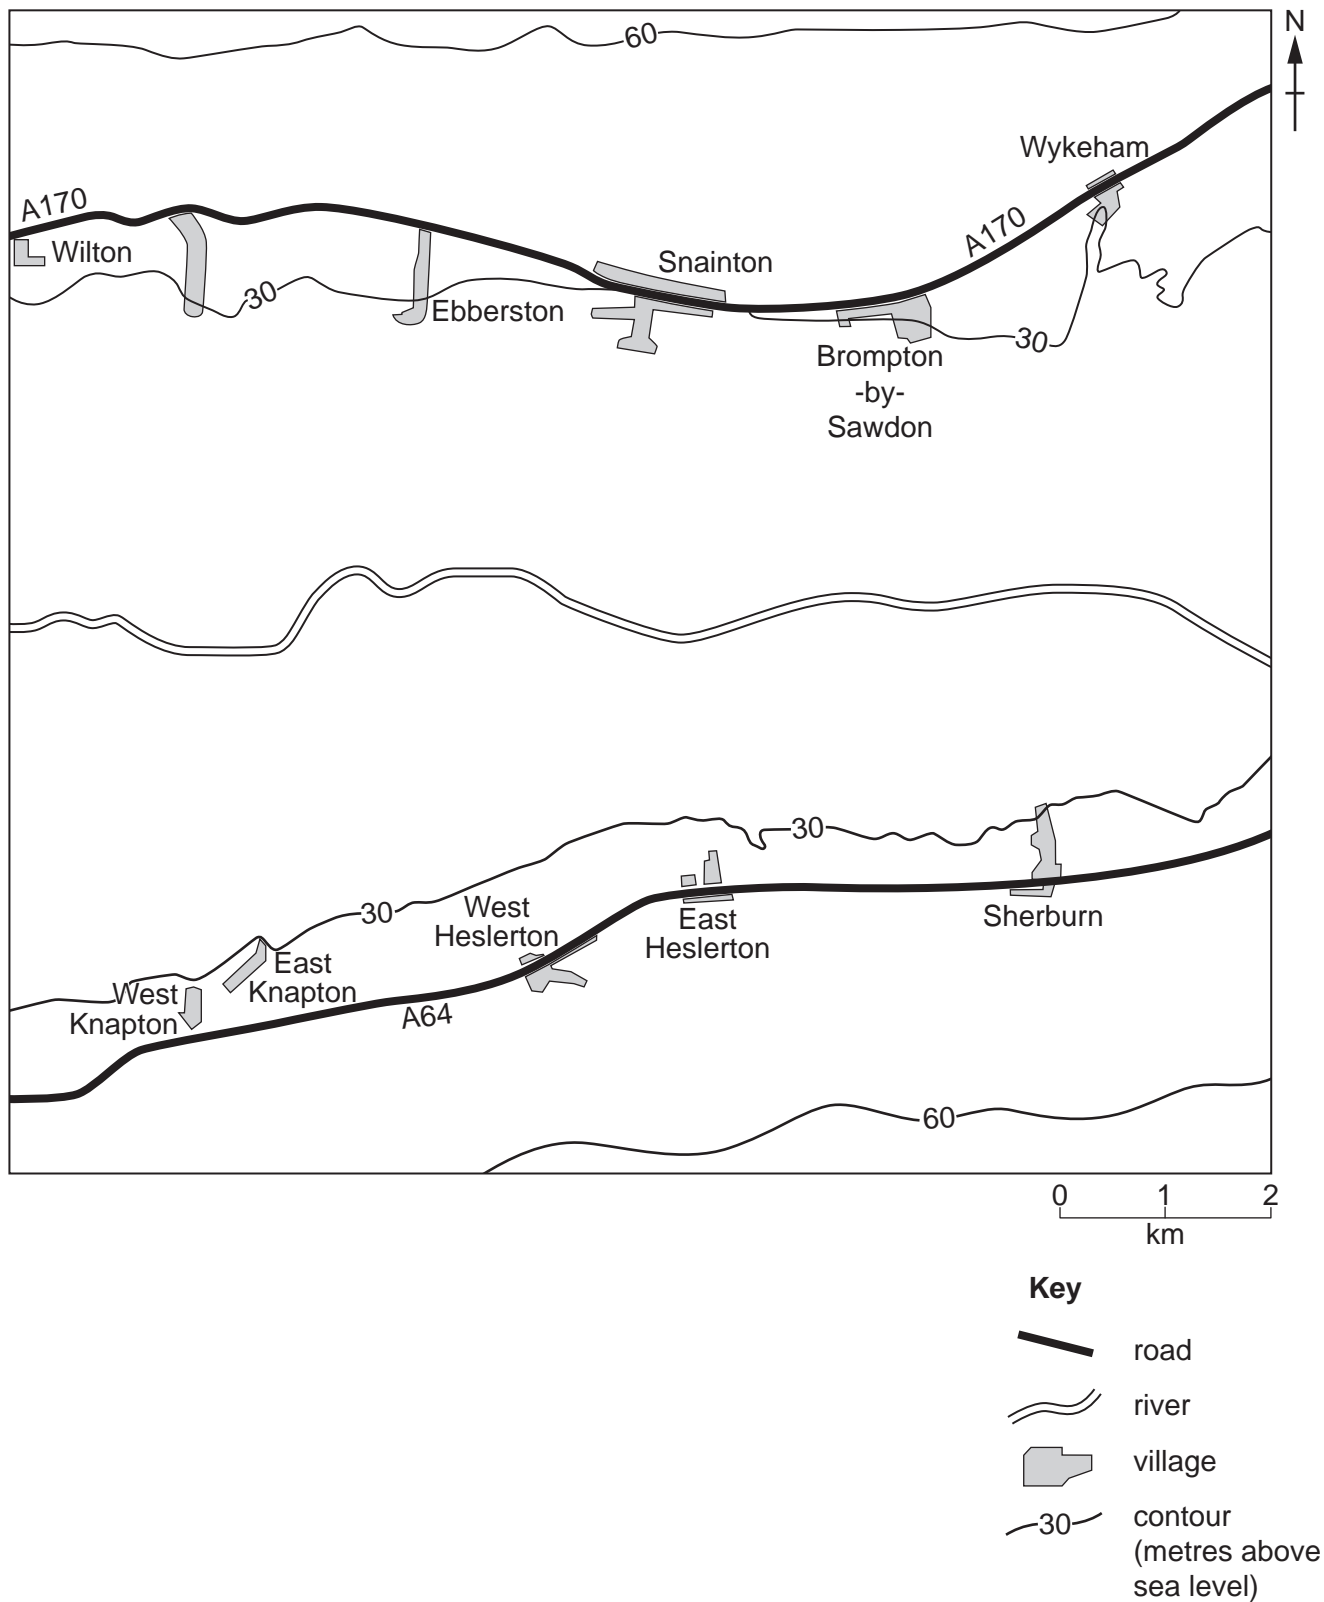 60
N
Wykeham
A170
Wilton
A170
Snainton
30
Ebberston
30
Brompton
-by-
Sawdon
30
30
West
Heslerton
East
Heslerton
Sherburn
East
Knapton
West
Knapton
A64
60
0 1 2
km
Key
road
river
village
30
contour
(metres above
sea level)